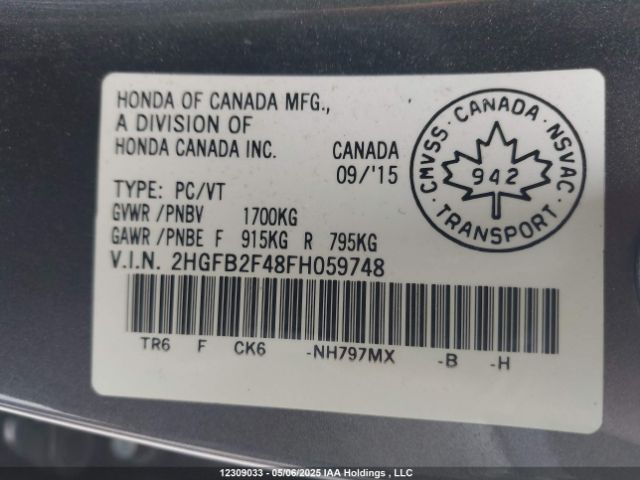 HONDA OF CANADA MFG.,
A DIVISION OF
HONDA CANADA INC.
CANADA
09/'15
TYPE: PC/VT
GVWR /PNBV 1700KG
GAWR /PNBE F 915KG R 795KG
V.I.N. 2HGFB2F48FH059748
TR6 F CK6 -NH797MX -B -H
CMVSS · CANADA · NSVAC
942
· TRANSPORT ·
12309033 -- 05/06/2025 IAA Holdings , LLC